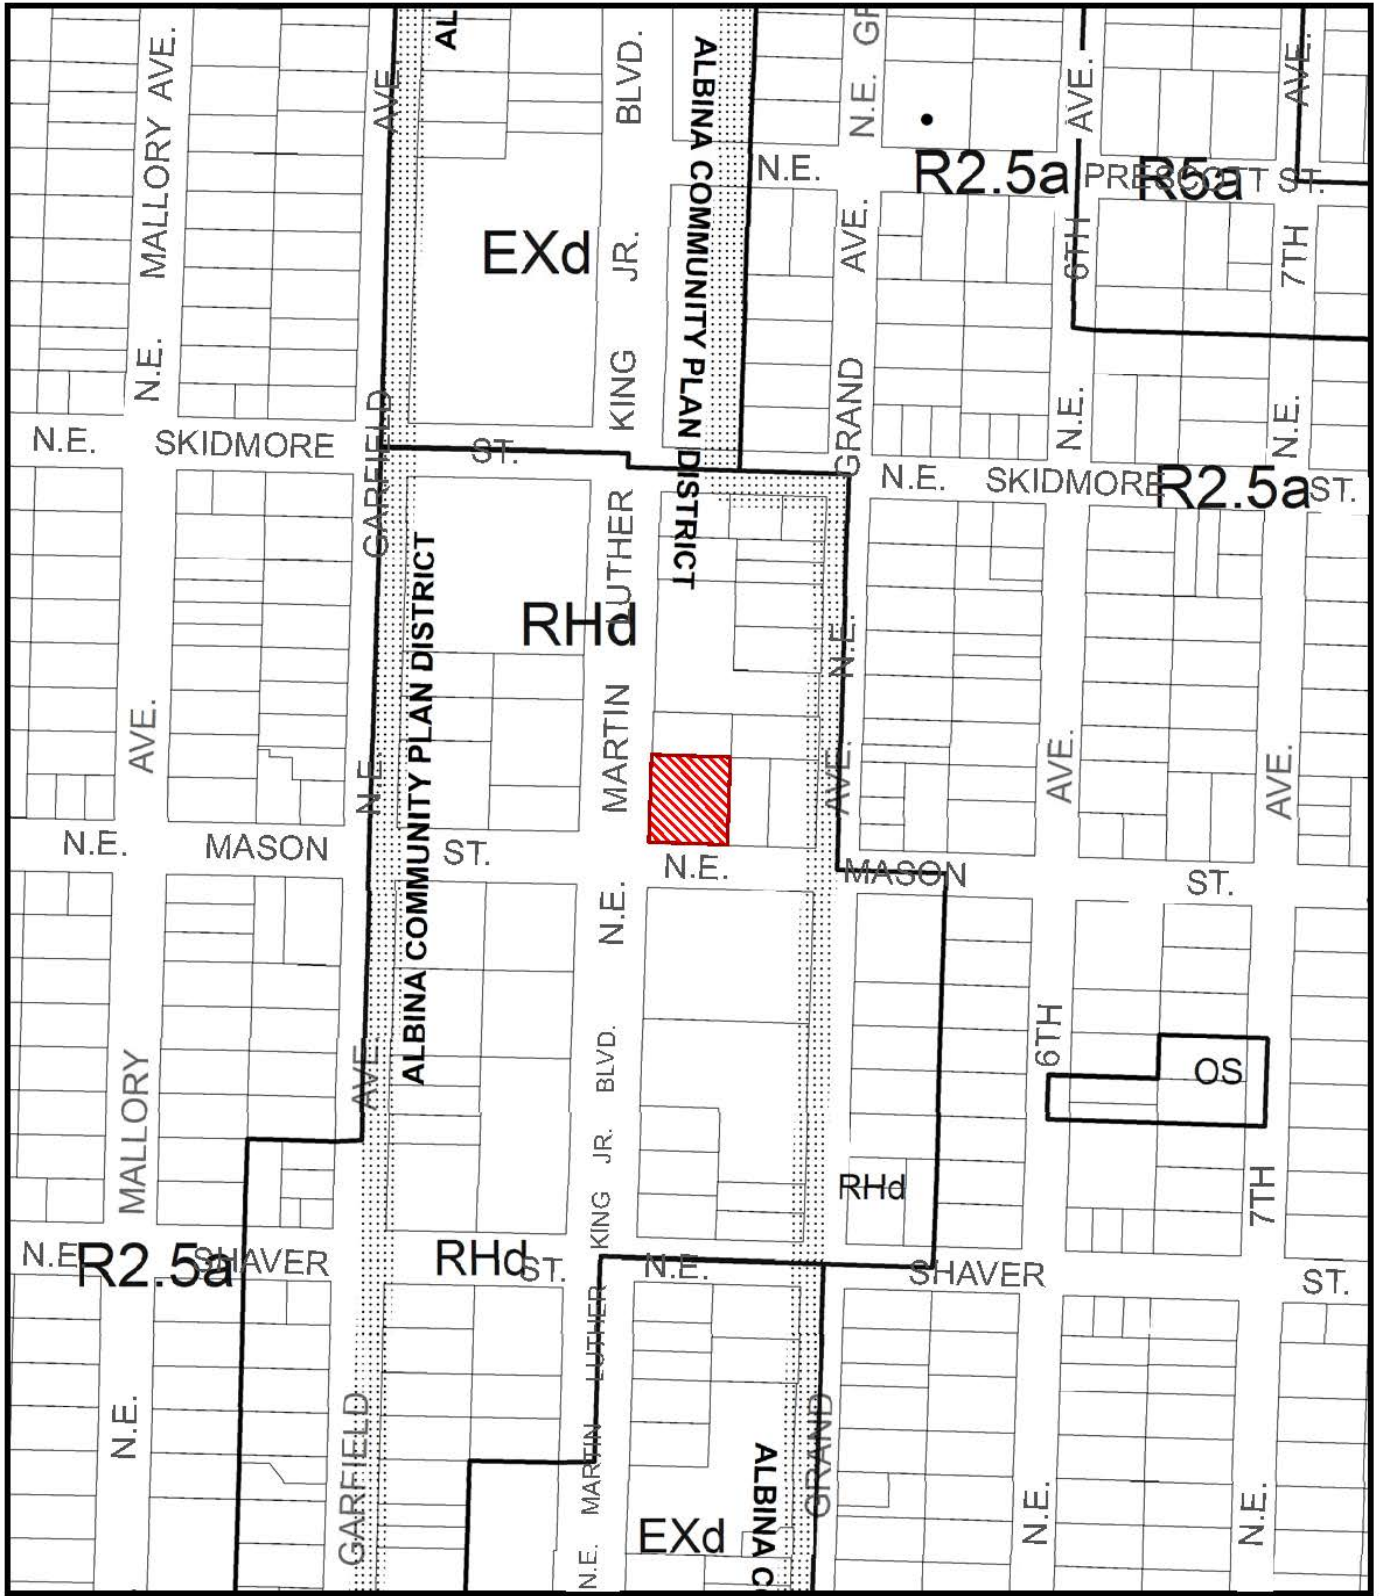 N.E. MALLORY AVE.
AVE
AL
BLVD.
ALBINA COMMUNITY PLAN DISTRICT
N.E. GR
AVE.
AVE.
N.E.
R2.5a
PRESCOTT ST.
R5a
EXd
JR.
AVE.
6TH
7TH
KING
GRAND
N.E.
N.E.
N.E. SKIDMORE
GARFIELD
ST.
N.E. SKIDMORE
R2.5a
ST.
LUTHER
ALBINA COMMUNITY PLAN DISTRICT
RHd
N.E.
MARTIN
AVE.
N.E.
AVE.
AVE.
AVE.
N.E. MASON
ST.
N.E.
MASON
ST.
N.E.
6TH
BLVD.
OS
MALLORY
AVE.
JR.
7TH
RHd
KING
N.E.
R2.5a
SHAVER
RHd
ST.
N.E.
SHAVER
ST.
LUTHER
N.E.
GARFIELD
MARTIN
GRAND
ALBINA C
N.E.
N.E.
EXd
N.E.